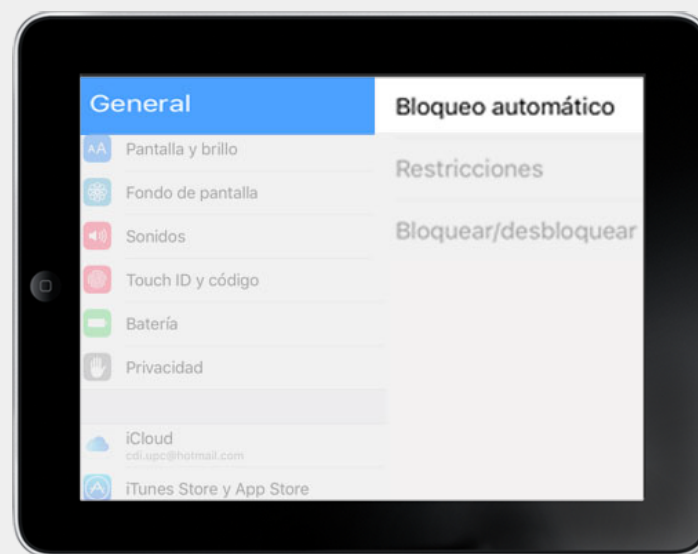 General
Bloqueo automático
AA
Pantalla y brillo
Restricciones
Fondo de pantalla
Bloquear/desbloquear
Sonidos
Touch ID y código
Batería
Privacidad
iCloud
cdi.upc@hotmail.com
iTunes Store y App Store